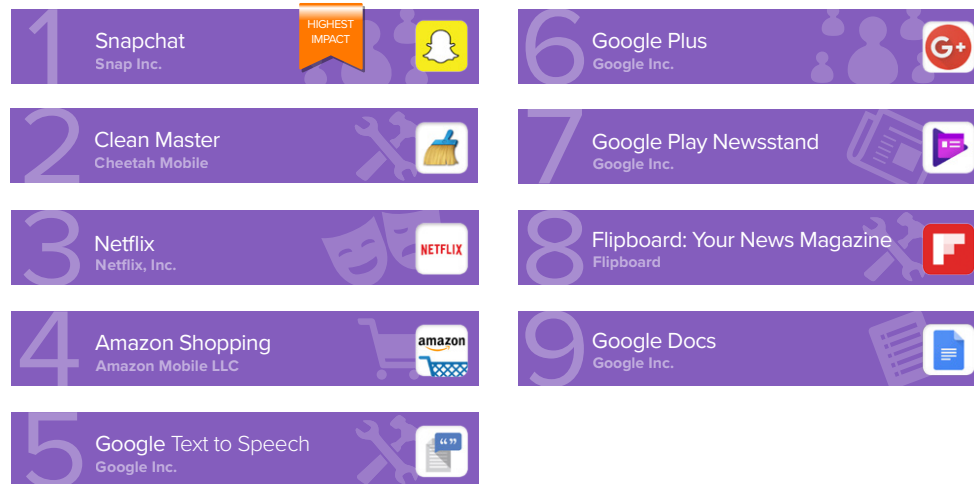 1
Snapchat
Snap Inc.
HIGHEST
IMPACT
2
Clean Master
Cheetah Mobile
3
Netflix
Netflix, Inc.
NETFLIX
4
Amazon Shopping
Amazon Mobile LLC
amazon
5
Google Text to Speech
Google Inc.
“ ”
6
Google Plus
Google Inc.
G+
7
Google Play Newsstand
Google Inc.
8
Flipboard: Your News Magazine
Flipboard
9
Google Docs
Google Inc.